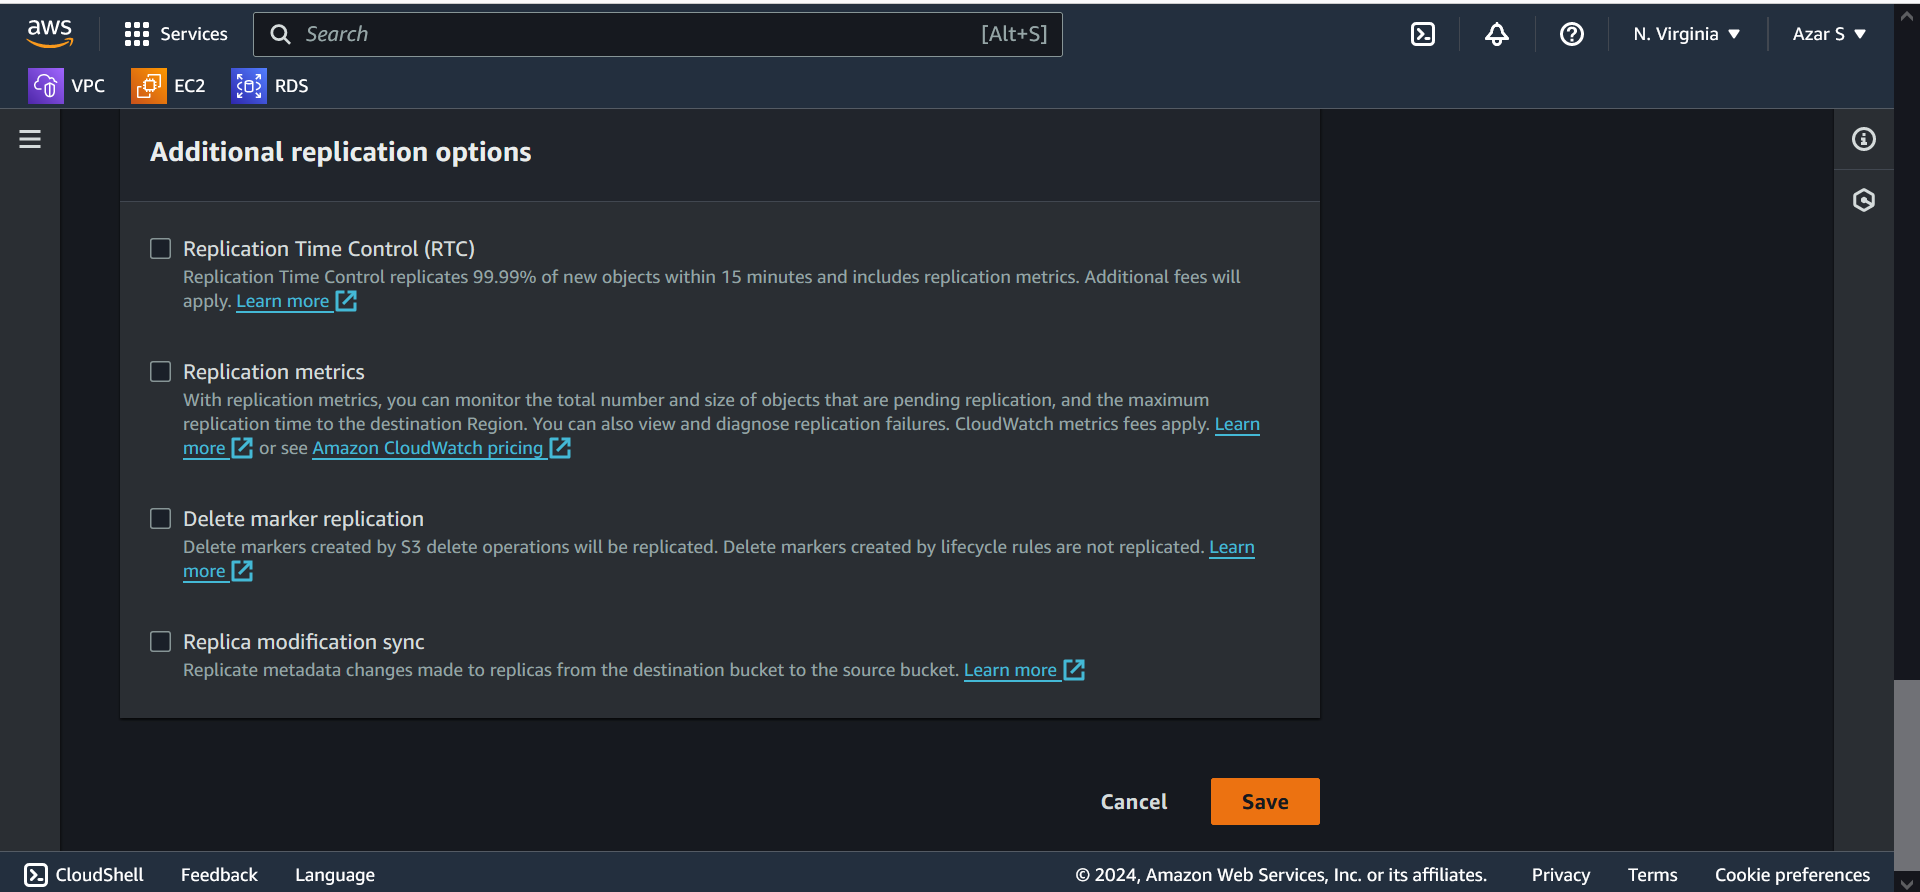 aws
Services
Search
[Alt+S]
N. Virginia
Azar S
VPC
EC2
RDS
Additional replication options
Replication Time Control (RTC)
Replication Time Control replicates 99.99% of new objects within 15 minutes and includes replication metrics. Additional fees will
apply. Learn more
Replication metrics
With replication metrics, you can monitor the total number and size of objects that are pending replication, and the maximum
replication time to the destination Region. You can also view and diagnose replication failures. CloudWatch metrics fees apply. Learn
more or see Amazon CloudWatch pricing
Delete marker replication
Delete markers created by S3 delete operations will be replicated. Delete markers created by lifecycle rules are not replicated. Learn
more
Replica modification sync
Replicate metadata changes made to replicas from the destination bucket to the source bucket. Learn more
Cancel
Save
CloudShell
Feedback
Language
© 2024, Amazon Web Services, Inc. or its affiliates.
Privacy
Terms
Cookie preferences